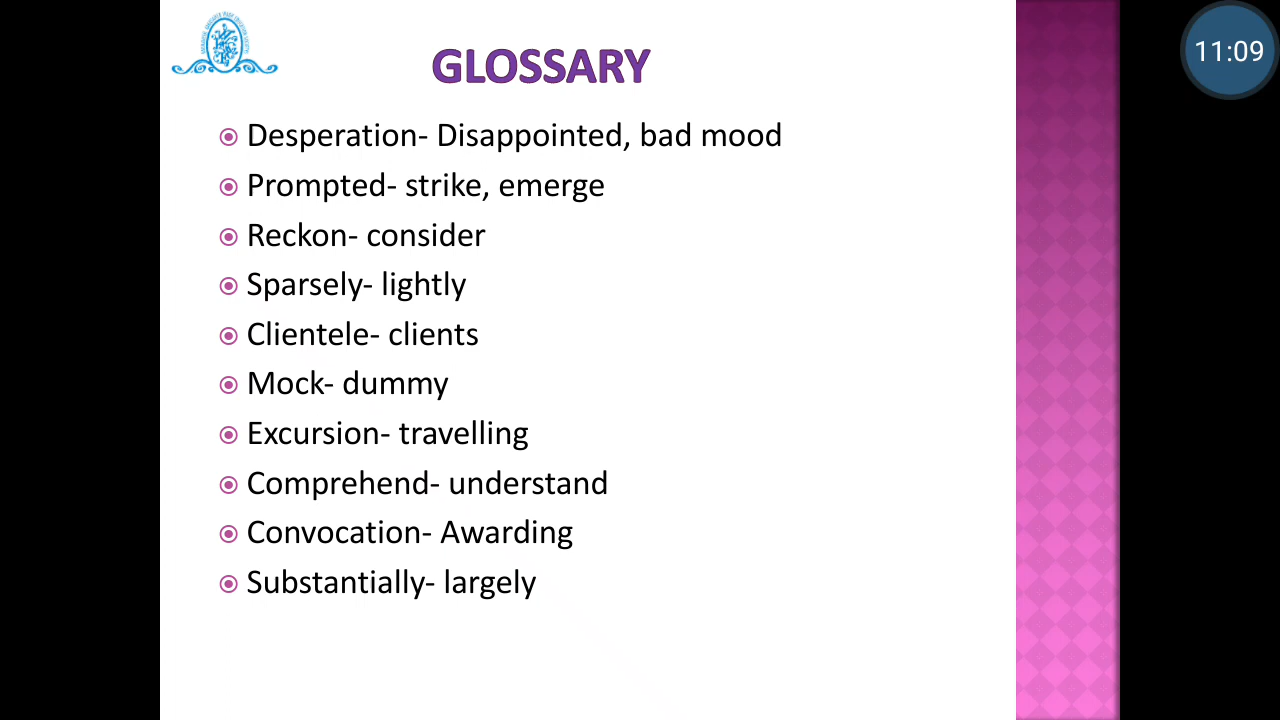 11:09
GLOSSARY
Desperation- Disappointed, bad mood
Prompted- strike, emerge
Reckon- consider
Sparsely- lightly
Clientele- clients
Mock- dummy
Excursion- travelling
Comprehend- understand
Convocation- Awarding
Substantially- largely